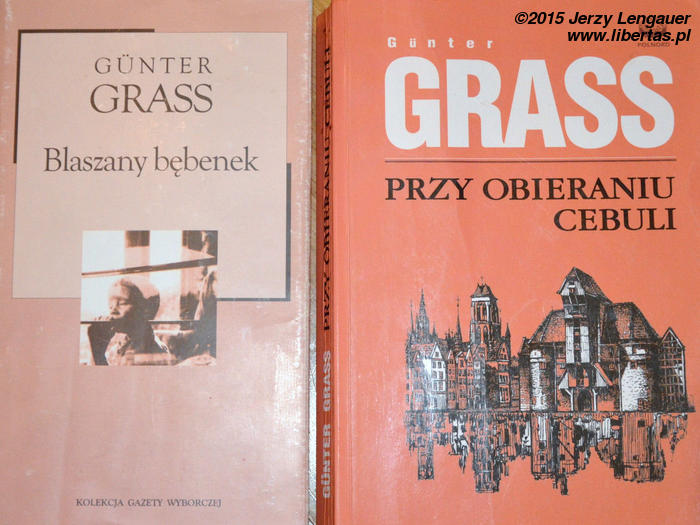 ©2015 Jerzy Lengauer
www.libertas.pl
GÜNTER
GRASS
Blaszany bębenek
KOLEKCJA GAZETY WYBORCZEJ
GÜNTER GRASS PRZY OBIERANIU CEBULI
Günter
GRASS
PRZY OBIERANIU
CEBULI
POLNORD